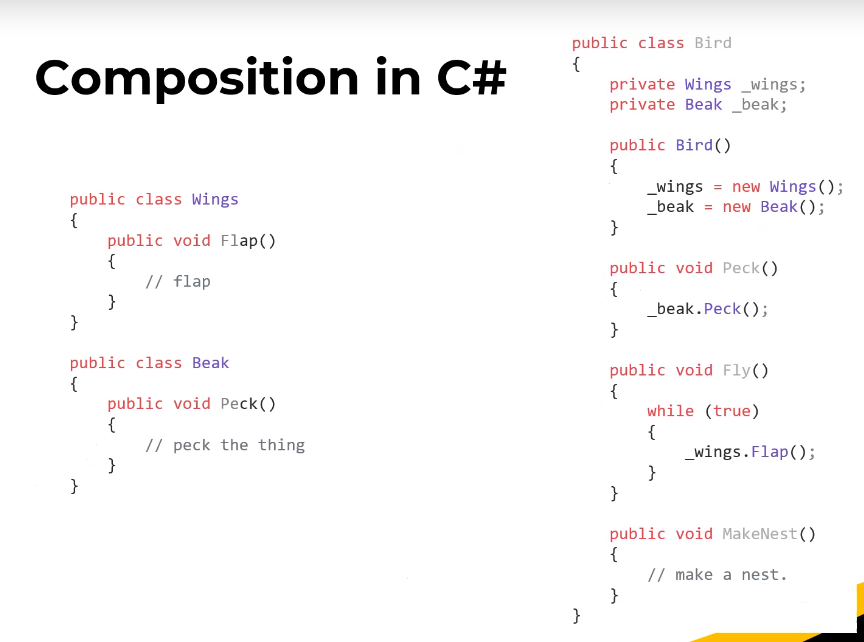 Composition in C#
public class Wings
{
    public void Flap()
    {
        // flap
    }
}
public class Beak
{
    public void Peck()
    {
        // peck the thing
    }
}
public class Bird
{
    private Wings _wings;
    private Beak _beak;
    public Bird()
    {
        _wings = new Wings();
        _beak = new Beak();
    }
    public void Peck()
    {
        _beak.Peck();
    }
    public void Fly()
    {
        while (true)
        {
            _wings.Flap();
        }
    }
    public void MakeNest()
    {
        // make a nest.
    }
}